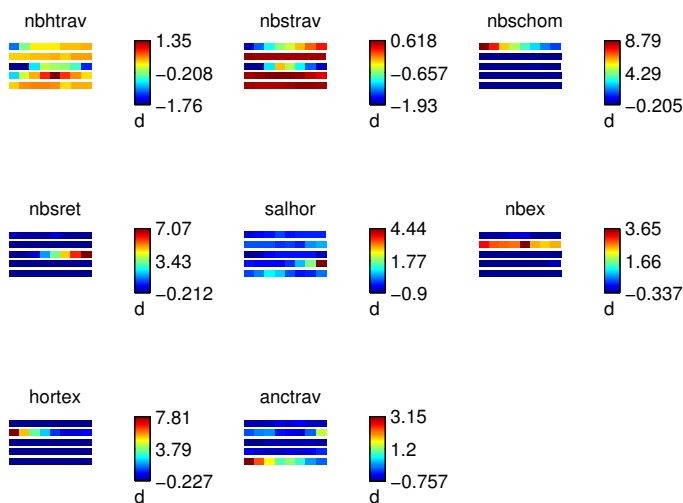 nbhtrav
1.35
−0.208
−1.76
d
nbstrav
0.618
−0.657
−1.93
d
nbschom
8.79
4.29
−0.205
d
nbsret
7.07
3.43
−0.212
d
salhor
4.44
1.77
−0.9
d
nbex
3.65
1.66
−0.337
d
hortex
7.81
3.79
−0.227
d
anctrav
3.15
1.2
−0.757
d